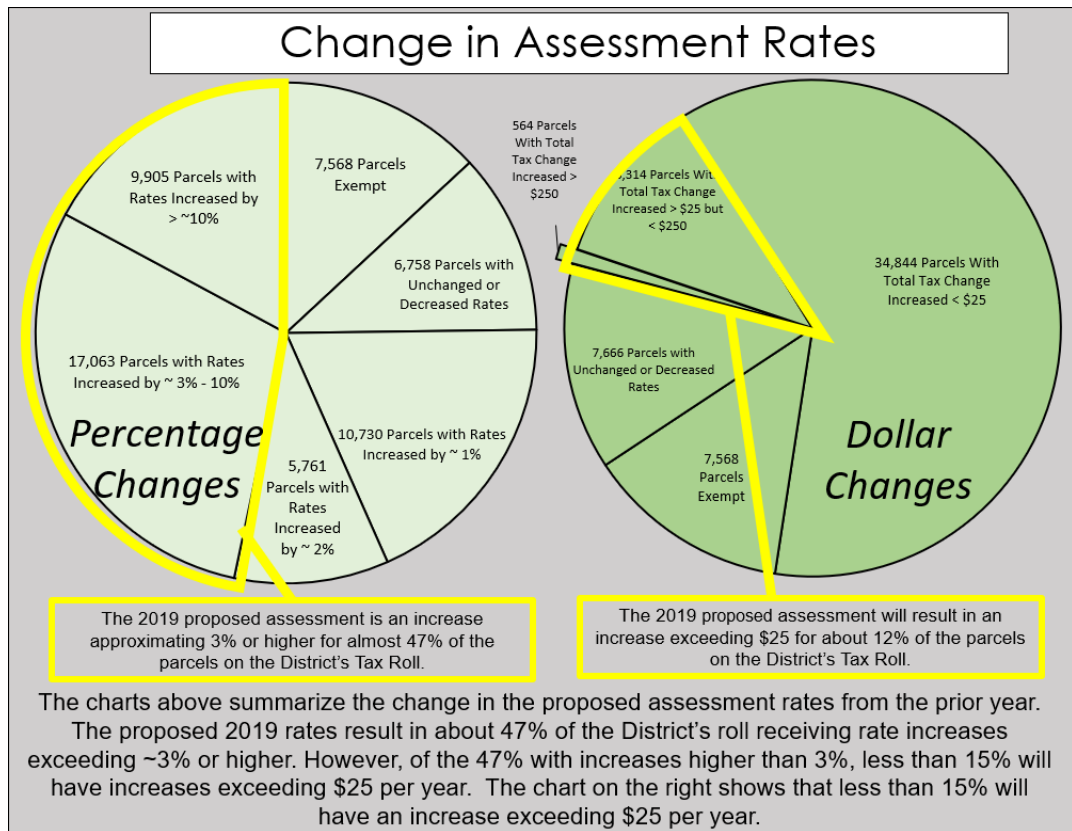 Change in Assessment Rates
9,905 Parcels with
Rates Increased by
> ~10%
7,568 Parcels
Exempt
6,758 Parcels with
Unchanged or
Decreased Rates
17,063 Parcels with Rates
Increased by ~ 3% - 10%
10,730 Parcels with Rates
Increased by ~ 1%
5,761
Parcels with
Rates
Increased
by ~ 2%
Percentage
Changes
564 Parcels
With Total
Tax Change
Increased >
$250
,314 Parcels With
Total Tax Change
Increased > $25 but
< $250
34,844 Parcels With
Total Tax Change
Increased < $25
7,666 Parcels with
Unchanged or Decreased
Rates
7,568
Parcels
Exempt
Dollar
Changes
The 2019 proposed assessment is an increase
approximating 3% or higher for almost 47% of the
parcels on the District's Tax Roll.
The 2019 proposed assessment will result in an
increase exceeding $25 for about 12% of the parcels
on the District's Tax Roll.
The charts above summarize the change in the proposed assessment rates from the prior year.
The proposed 2019 rates result in about 47% of the District's roll receiving rate increases
exceeding ~3% or higher. However, of the 47% with increases higher than 3%, less than 15% will
have increases exceeding $25 per year. The chart on the right shows that less than 15% will
have an increase exceeding $25 per year.